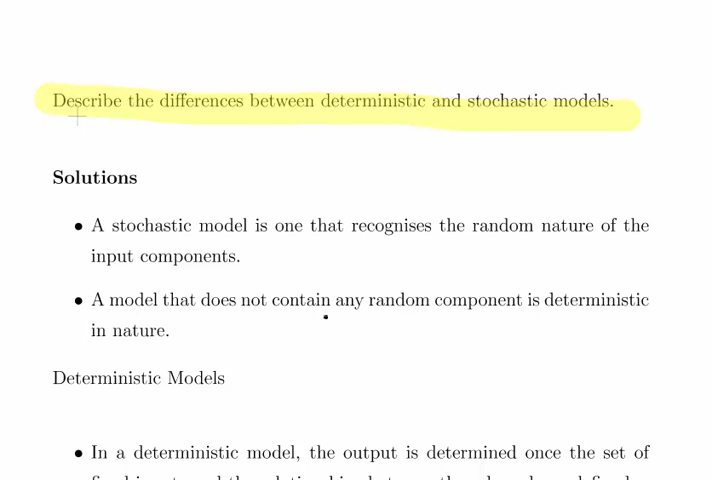 Describe the differences between deterministic and stochastic models.
Solutions
• A stochastic model is one that recognises the random nature of the
input components.
• A model that does not contain any random component is deterministic
in nature.
Deterministic Models
• In a deterministic model, the output is determined once the set of